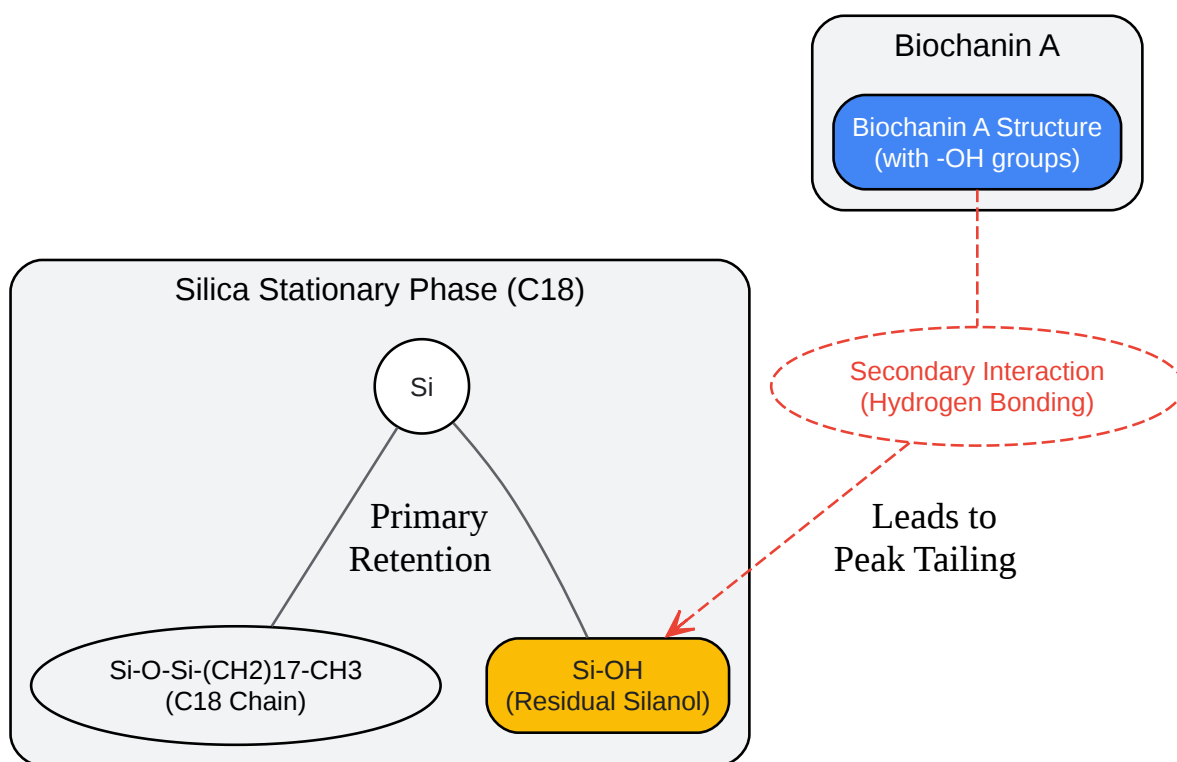 Biochanin A
Biochanin A Structure
(with -OH groups)
Silica Stationary Phase (C18)
Si
Secondary Interaction
(Hydrogen Bonding)
Primary
Retention
Leads to
Peak Tailing
Si-O-Si-(CH2)17-CH3
(C18 Chain)
Si-OH
(Residual Silanol)